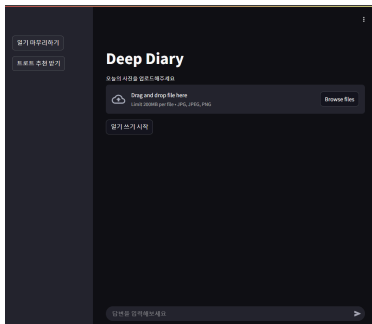 일기 마무리하기
트로트 추천 받기
Deep Diary
오늘의 사진을 업로드해주세요
Drag and drop file here
Limit 200MB per file • JPG, JPEG, PNG
Browse files
일기 쓰기 시작
답변을 입력해보세요